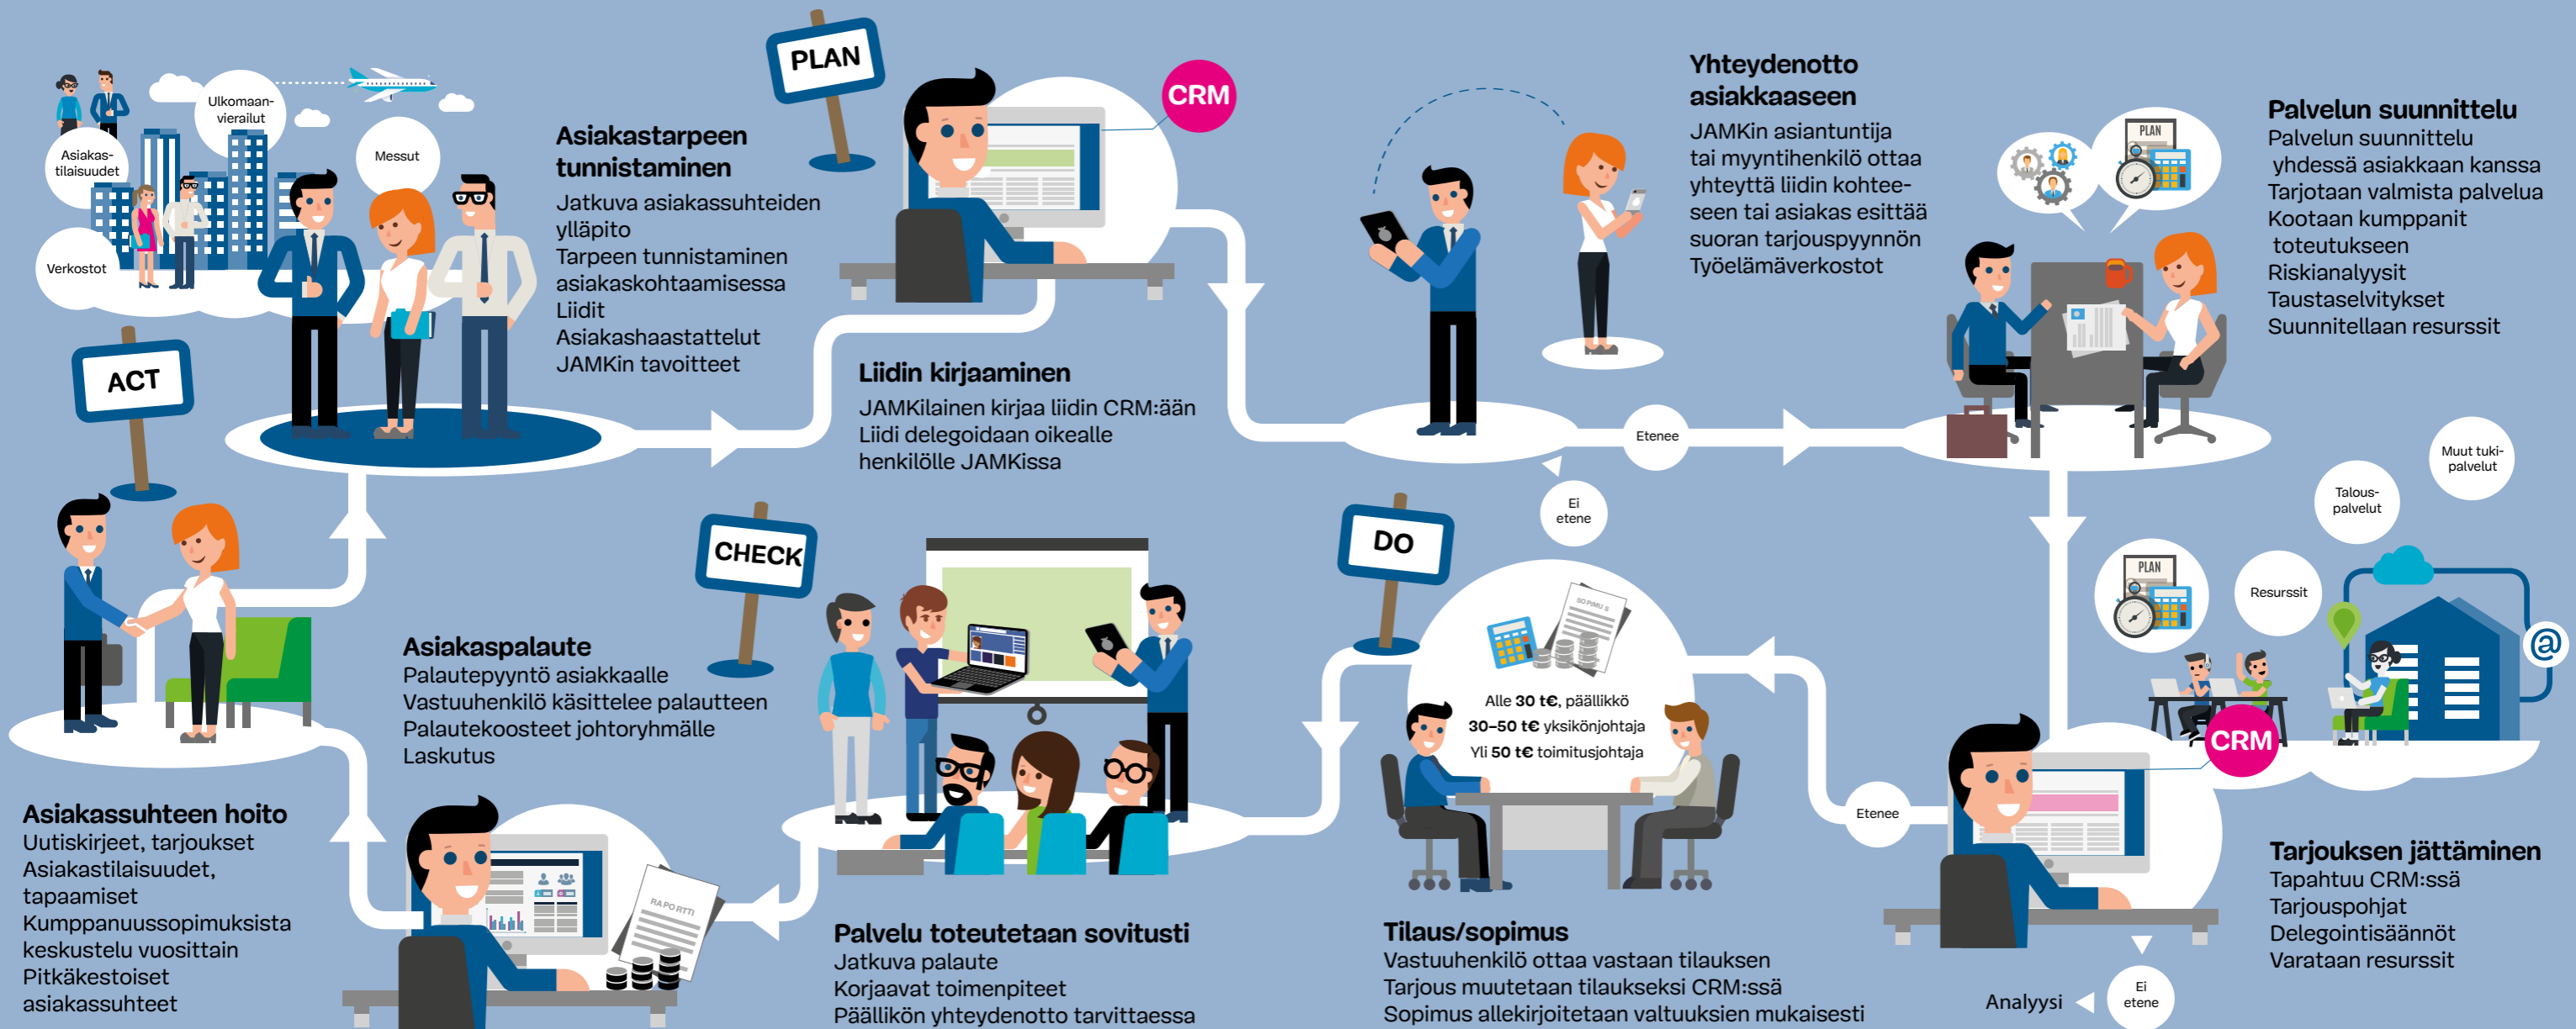 Ulkomaan-
vierailut
Asiakas-
tilaisuudet
Messut
Verkostot
PLAN
Asiakastarpeen
tunnistaminen
Jatkuva asiakassuhteiden
ylläpito
Tarpeen tunnistaminen
asiakaskohtaamisessa
Liidit
Asiakashaastattelut
JAMKin tavoitteet
CRM
Liidin kirjaaminen
JAMKilainen kirjaa liidin CRM:ään
Liidi delegoidaan oikealle
henkilölle JAMKissa
Yhteydenotto
asiakkaaseen
JAMKin asiantuntija
tai myyntihenkilö ottaa
yhteyttä liidin kohtee-
seen tai asiakas esittää
suoran tarjouspyynnön
Työelämäverkostot
Etenee
Ei
etene
PLAN
Palvelun suunnittelu
Palvelun suunnittelu
yhdessä asiakkaan kanssa
Tarjotaan valmista palvelua
Kootaan kumppanit
toteutukseen
Riskianalyysit
Taustaselvitykset
Suunnitellaan resurssit
Muut tuki-
palvelut
Talous-
palvelut
Resurssit
PLAN
@
CRM
Tarjouksen jättäminen
Tapahtuu CRM:ssä
Tarjouspohjat
Delegointisäännöt
Varataan resurssit
Ei
etene
Analyysi
Etenee
DO
SOPIMUS
Alle 30 t€, päällikkö
30–50 t€ yksikönjohtaja
Yli 50 t€ toimitusjohtaja
Tilaus/sopimus
Vastuuhenkilö ottaa vastaan tilauksen
Tarjous muutetaan tilaukseksi CRM:ssä
Sopimus allekirjoitetaan valtuuksien mukaisesti
CHECK
Palvelu toteutetaan sovitusti
Jatkuva palaute
Korjaavat toimenpiteet
Päällikön yhteydenotto tarvittaessa
Asiakaspalaute
Palautepyyntö asiakkaalle
Vastuuhenkilö käsittelee palautteen
Palautekoosteet johtoryhmälle
Laskutus
RAPORTTI
ACT
Asiakassuhteen hoito
Uutiskirjeet, tarjoukset
Asiakastilaisuudet,
tapaamiset
Kumppanuussopimuksista
keskustelu vuosittain
Pitkäkestoiset
asiakassuhteet